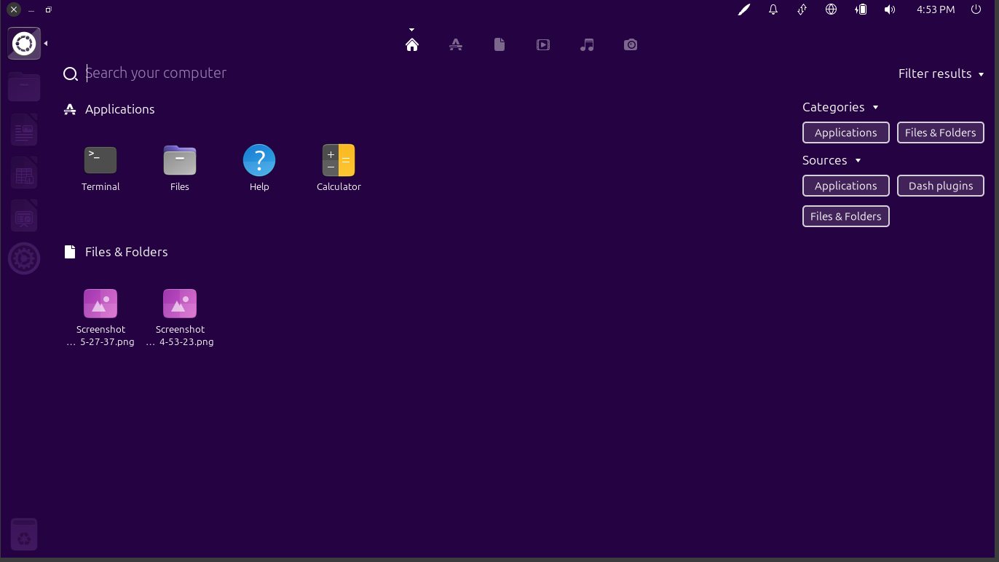 4:53 PM
Search your computer
Filter results
Applications
Terminal
Files
Help
Calculator
Files & Folders
Screenshot
... 5-27-37.png
Screenshot
... 4-53-23.png
Categories
Applications
Files & Folders
Sources
Applications
Dash plugins
Files & Folders